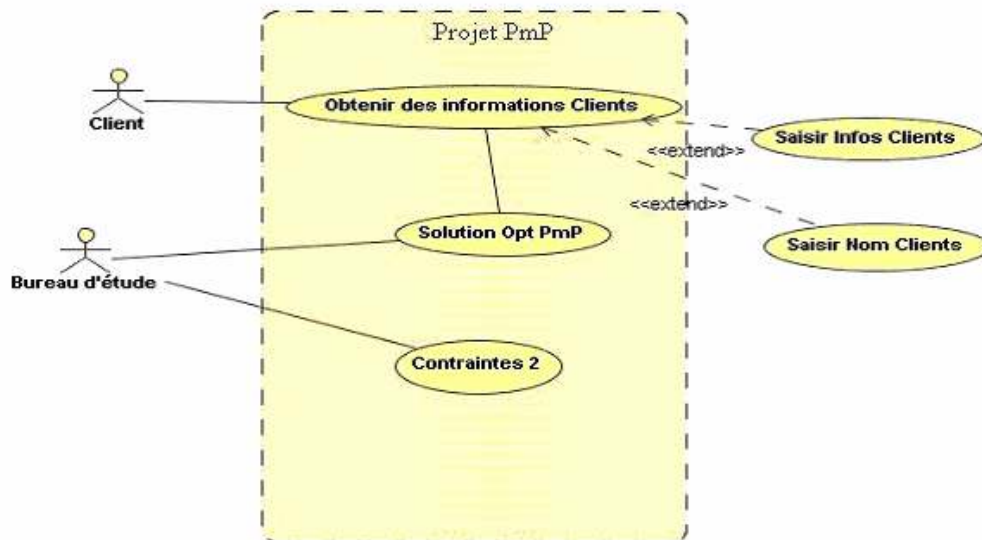 Projet PmP
Client
Obtenir des informations Clients
Saisir Infos Clients
<<extend>>
<<extend>>
Saisir Nom Clients
Solution Opt PmP
Bureau d'étude
Contraintes 2